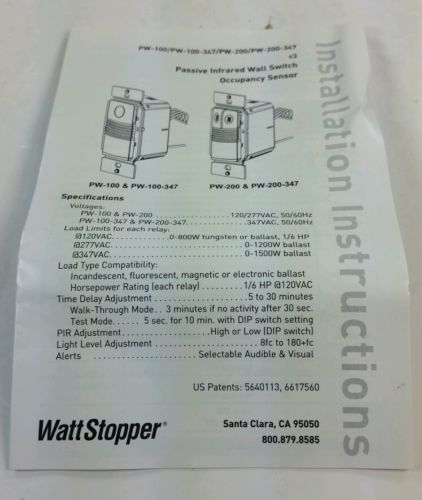 PW-100/PW-100-347/PW-200/PW-200-347
v3
Passive Infrared Wall Switch
Occupancy Sensor
Installation Instructions
PW-100 & PW-100-347
PW-200 & PW-200-347
Specifications
Voltages:
PW-100 & PW-200 . . . . . . . . . . . . . . . 120/277VAC, 50/60Hz
PW-100-347 & PW-200-347. . . . . . . . . . . . 347VAC, 50/60Hz
Load Limits for each relay:
@120VAC. . . . . . . . . . 0-800W tungsten or ballast, 1/6 HP
@277VAC . . . . . . . . . . . . . . . . . . . . . . . . 0-1200W ballast
@347VAC . . . . . . . . . . . . . . . . . . . . . . . . 0-1500W ballast
Load Type Compatibility:
Incandescent, fluorescent, magnetic or electronic ballast
Horsepower Rating (each relay) . . . . . . . . 1/6 HP @120VAC
Time Delay Adjustment . . . . . . . . . . . . . . . . . 5 to 30 minutes
Walk-Through Mode . . 3 minutes if no activity after 30 sec.
Test Mode. . . . . . 5 sec. for 10 min. with DIP switch setting
PIR Adjustment . . . . . . . . . . . . . . . High or Low (DIP switch)
Light Level Adjustment . . . . . . . . . . . . . . . . . . 8fc to 180+fc
Alerts . . . . . . . . . . . . . . . . . Selectable Audible & Visual
US Patents: 5640113, 6617560
WattStopper®
Santa Clara, CA 95050
800.879.8585